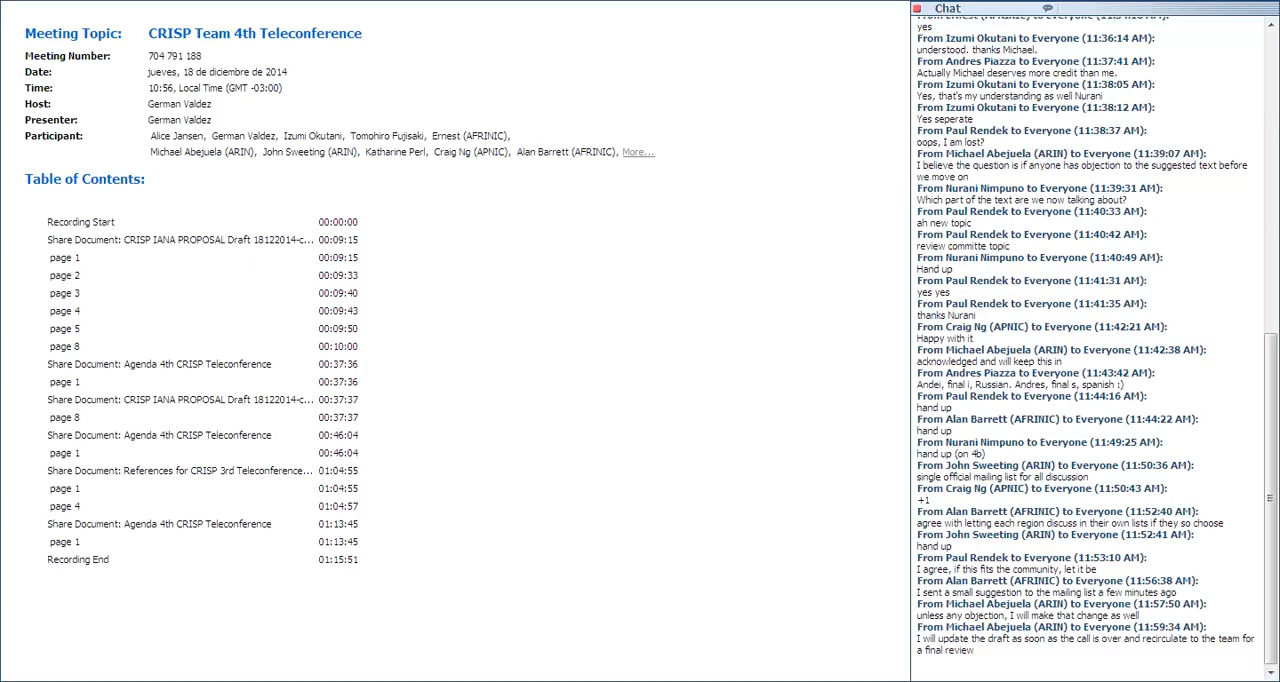 Meeting Topic: CRISP Team 4th Teleconference
Meeting Number: 704 791 188
Date: jueves, 18 de diciembre de 2014
Time: 10:56, Local Time (GMT -03:00)
Host: German Valdez
Presenter: German Valdez
Participant: Alice Jansen, German Valdez, Izumi Okutani, Tomohiro Fujisaki, Ernest (AFRINIC),
Michael Abejuela (ARIN), John Sweeting (ARIN), Katharine Perl, Craig Ng (APNIC), Alan Barrett (AFRINIC), More...
Table of Contents:
Recording Start 00:00:00
Share Document: CRISP IANA PROPOSAL Draft 18122014-c... 00:09:15
page 1 00:09:15
page 2 00:09:33
page 3 00:09:40
page 4 00:09:43
page 5 00:09:50
page 8 00:10:00
Share Document: Agenda 4th CRISP Teleconference 00:37:36
page 1 00:37:36
Share Document: CRISP IANA PROPOSAL Draft 18122014-c... 00:37:37
page 8 00:37:37
Share Document: Agenda 4th CRISP Teleconference 00:46:04
page 1 00:46:04
Share Document: References for CRISP 3rd Teleconference... 01:04:55
page 1 01:04:55
page 4 01:04:57
Share Document: Agenda 4th CRISP Teleconference 01:13:45
page 1 01:13:45
Recording End 01:15:51
Chat
yes
From Izumi Okutani to Everyone (11:36:14 AM):
understood. thanks Michael.
From Andres Piazza to Everyone (11:37:41 AM):
Actually Michael deserves more credit than me.
From Izumi Okutani to Everyone (11:38:05 AM):
Yes, that's my understanding as well Nurani
From Izumi Okutani to Everyone (11:38:12 AM):
Yes seperate
From Paul Rendek to Everyone (11:38:37 AM):
oops, I am lost?
From Michael Abejuela (ARIN) to Everyone (11:39:07 AM):
I believe the question is if anyone has objection to the suggested text before
we move on
From Nurani Nimpuno to Everyone (11:39:31 AM):
Which part of the text are we now talking about?
From Paul Rendek to Everyone (11:40:33 AM):
ah new topic
From Paul Rendek to Everyone (11:40:42 AM):
review committe topic
From Nurani Nimpuno to Everyone (11:40:49 AM):
Hand up
From Paul Rendek to Everyone (11:41:31 AM):
yes yes
From Paul Rendek to Everyone (11:41:35 AM):
thanks Nurani
From Craig Ng (APNIC) to Everyone (11:42:21 AM):
Happy with it
From Michael Abejuela (ARIN) to Everyone (11:42:38 AM):
acknowledged and will keep this in
From Andres Piazza to Everyone (11:43:42 AM):
Andei, final i, Russian. Andres, final s, spanish :)
From Paul Rendek to Everyone (11:44:16 AM):
hand up
From Alan Barrett (AFRINIC) to Everyone (11:44:22 AM):
hand up
From Nurani Nimpuno to Everyone (11:49:25 AM):
hand up (on 4b)
From John Sweeting (ARIN) to Everyone (11:50:36 AM):
single official mailing list for all discussion
From Craig Ng (APNIC) to Everyone (11:50:43 AM):
+1
From Alan Barrett (AFRINIC) to Everyone (11:52:40 AM):
agree with letting each region discuss in their own lists if they so choose
From John Sweeting (ARIN) to Everyone (11:52:41 AM):
hand up
From Paul Rendek to Everyone (11:53:10 AM):
I agree, if this fits the community, let it be
From Alan Barrett (AFRINIC) to Everyone (11:56:38 AM):
I sent a small suggestion to the mailing list a few minutes ago
From Michael Abejuela (ARIN) to Everyone (11:57:50 AM):
unless any objection, I will make that change as well
From Michael Abejuela (ARIN) to Everyone (11:59:34 AM):
I will update the draft as soon as the call is over and recirculate to the team for
a final review